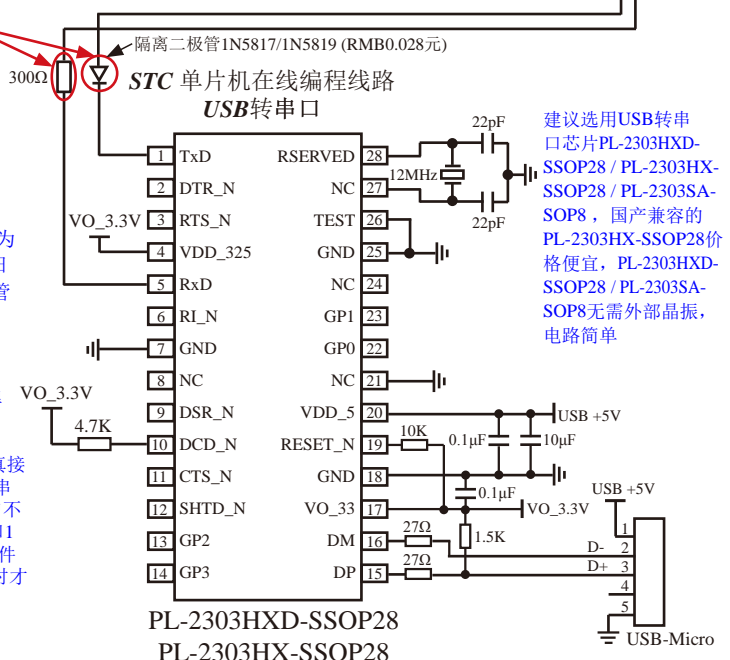 隔离二极管1N5817/1N5819 (RMB0.028元)
300Ω
STC 单片机在线编程线路
USB转串口
22pF
12MHz
22pF
建议选用USB转串
口芯片PL-2303HXD-
SSOP28 / PL-2303HX-
SSOP28 / PL-2303SA-
SOP8 ，国产兼容的
PL-2303HX-SSOP28价
格便宜，PL-2303HXD-
SSOP28 / PL-2303SA-
SOP8无需外部晶振，
电路简单
1 TxD RSERVED 28
2 DTR_N NC 27
VO_3.3V 3 RTS_N TEST 26
4 VDD_325 GND 25
5 RxD NC 24
6 RI_N GP1 23
7 GND GP0 22
8 NC NC 21
VO_3.3V
9 DSR_N VDD_5 20
USB +5V
4.7K
10 DCD_N RESET_N 19
10K
0.1μF
10μF
11 CTS_N GND 18
0.1μF
12 SHTD_N VO_33 17
VO_3.3V
13 GP2 DM 16
27Ω
1.5K
14 GP3 DP 15
27Ω
USB +5V
1
D- 2
D+ 3
4
5
USB-Micro
为
管
接
串
不
1
件
才
PL-2303HXD-SSOP28
PL-2303HX-SSOP28